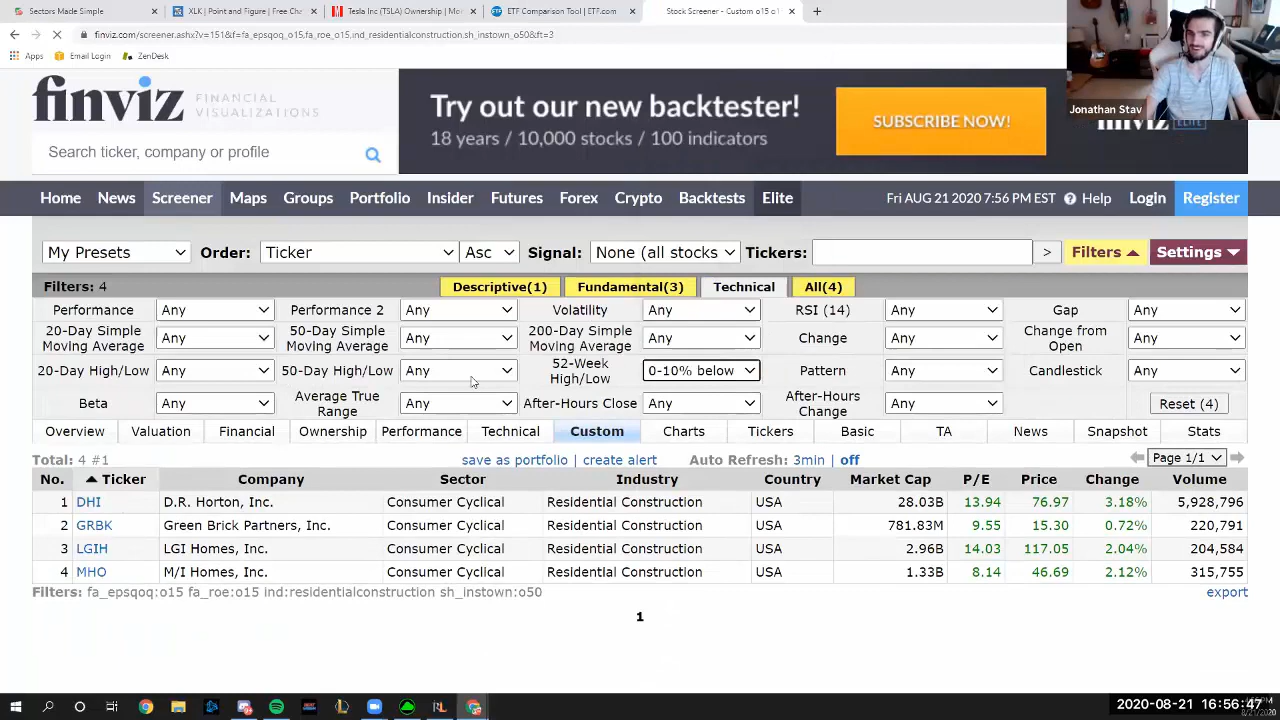 Sectors Made Simple
XLK | Point and Figure | Free Cha
Tesla Inc (TSLA) Ownership | Mo
ETF Comparison Tool | ETF.com
Stock Screener - Custom o15 o1
finviz.com/screener.ashx?v=151&f=fa_epsqoq_o15,fa_roe_o15,ind_residentialconstruction,sh_instown_o50&ft=3
Apps Email Login ZenDesk
finviz FINANCIAL VISUALIZATIONS
Search ticker, company or profile
Try out our new backtester!
18 years / 10,000 stocks / 100 indicators
SUBSCRIBE NOW!
Jonathan Stav
Home News Screener Maps Groups Portfolio Insider Futures Forex Crypto Backtests Elite Fri AUG 21 2020 7:56 PM EST Help Login Register
My Presets Order: Ticker Asc Signal: None (all stocks Tickers: > Filters Settings
Filters: 4 Descriptive(1) Fundamental(3) Technical All(4)
Performance Any Performance 2 Any Volatility Any RSI (14) Any Gap Any
20-Day Simple Moving Average Any 50-Day Simple Moving Average Any 200-Day Simple Moving Average Any Change Any Change from Open Any
20-Day High/Low Any 50-Day High/Low Any 52-Week High/Low 0-10% below Pattern Any Candlestick Any
Beta Any Average True Range Any After-Hours Close Any After-Hours Change Any Reset (4)
Overview Valuation Financial Ownership Performance Technical Custom Charts Tickers Basic TA News Snapshot Stats
Total: 4 #1 save as portfolio | create alert Auto Refresh: 3min | off Page 1/1
No. Ticker Company Sector Industry Country Market Cap P/E Price Change Volume
1 DHI D.R. Horton, Inc. Consumer Cyclical Residential Construction USA 28.03B 13.94 76.97 3.18% 5,928,796
2 GRBK Green Brick Partners, Inc. Consumer Cyclical Residential Construction USA 781.83M 9.55 15.30 0.72% 220,791
3 LGIH LGI Homes, Inc. Consumer Cyclical Residential Construction USA 2.96B 14.03 117.05 2.04% 204,584
4 MHO M/I Homes, Inc. Consumer Cyclical Residential Construction USA 1.33B 8.14 46.69 2.12% 315,755
Filters: fa_epsqoq:o15 fa_roe:o15 ind:residentialconstruction sh_instown:o50 export
1
2020-08-21 16:56:47